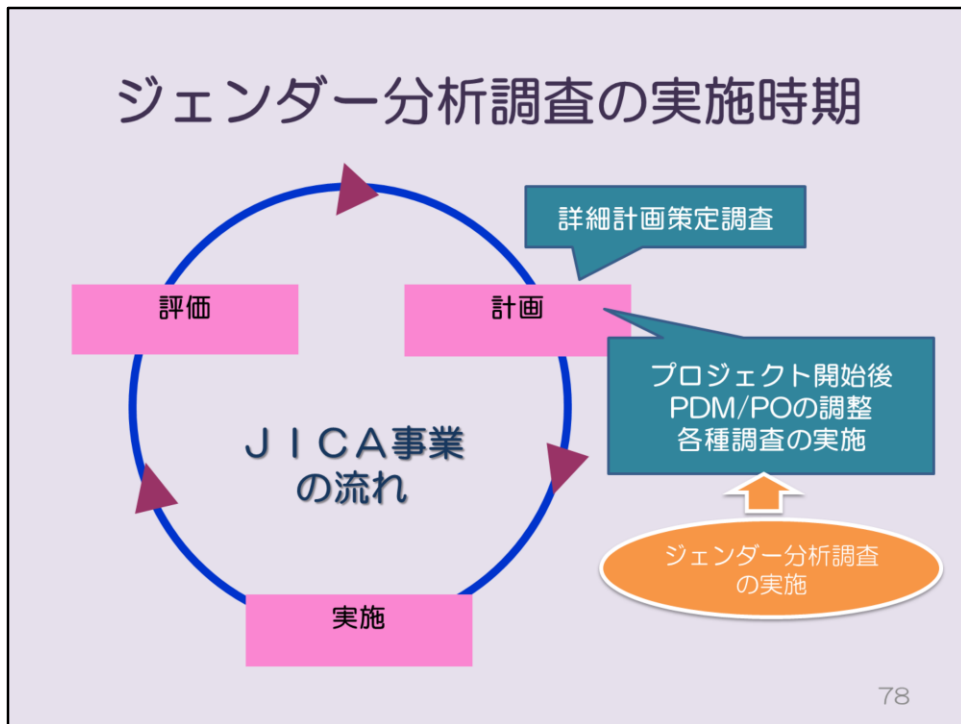 ジェンダー分析調査の実施時期
詳細計画策定調査
評価
計画
プロジェクト開始後
PDM/POの調整
各種調査の実施
ＪＩＣＡ事業
の流れ
ジェンダー分析調査
の実施
実施
78